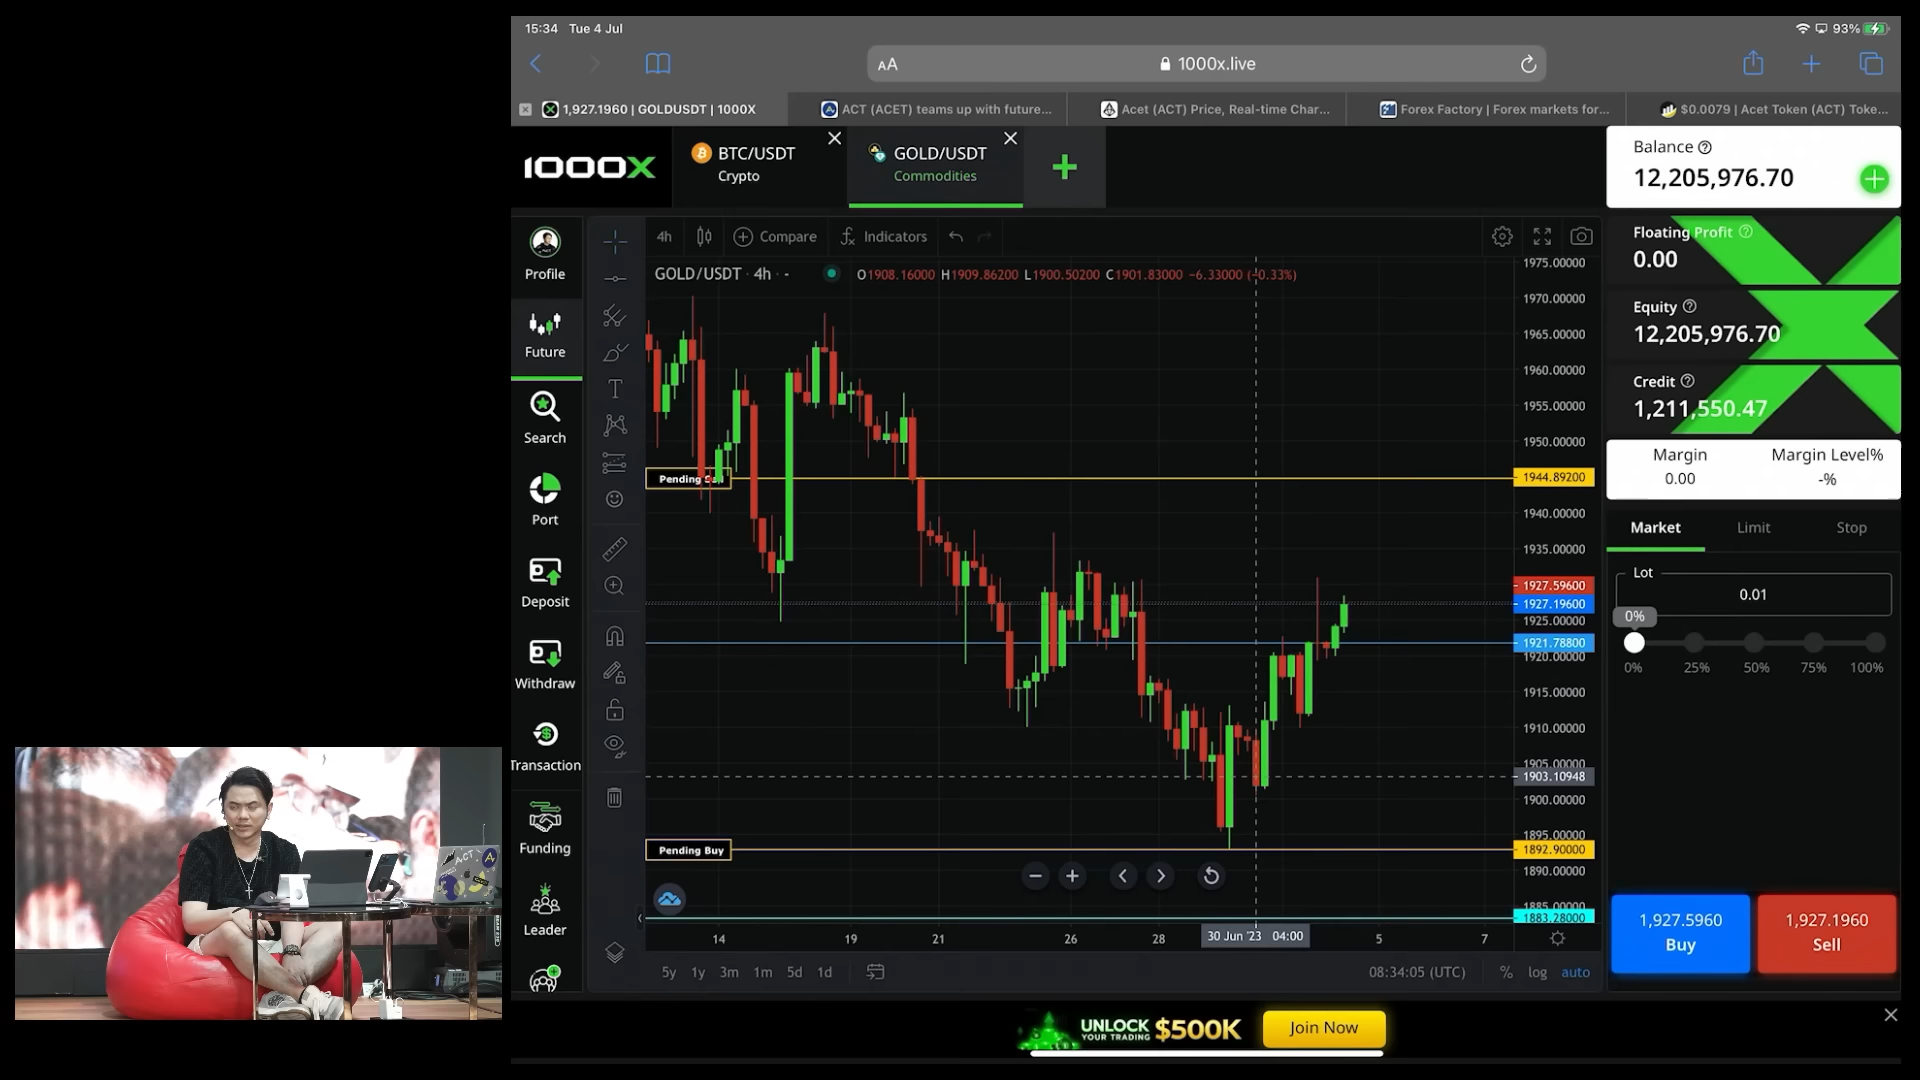 15:34 Tue 4 Jul
93%
AA
1000x.live
1,927.1960 | GOLDUSDT | 1000X
ACT (ACET) teams up with future...
Acet (ACT) Price, Real-time Char...
Forex Factory | Forex markets for...
$0.0079 | Acet Token (ACT) Toke...
1000X
BTC/USDT
Crypto
GOLD/USDT
Commodities
Balance
12,205,976.70
Floating Profit
0.00
Equity
12,205,976.70
Credit
1,211,550.47
Margin
0.00
Margin Level%
-%
Market
Limit
Stop
Lot
0.01
0%
0% 25% 50% 75% 100%
1,927.5960
Buy
1,927.1960
Sell
Profile
Future
Search
Port
Deposit
Withdraw
Transaction
Funding
Leader
4h
Compare
Indicators
GOLD/USDT · 4h · -
O1908.16000 H1909.86200 L1900.50200 C1901.83000 −6.33000 (−0.33%)
1975.00000
1970.00000
1965.00000
1960.00000
1955.00000
1950.00000
Pending Sell
1944.89200
1940.00000
1935.00000
1927.59600
1927.19600
1925.00000
1921.78800
1920.00000
1915.00000
1910.00000
1905.00000
1903.10948
1900.00000
1895.00000
Pending Buy
1892.90000
1890.00000
1885.00000
1883.28000
14 19 21 26 28 30 Jun '23 04:00 5 7
5y 1y 3m 1m 5d 1d
08:34:05 (UTC)
% log auto
UNLOCK
YOUR TRADING
$500K
Join Now
ACT